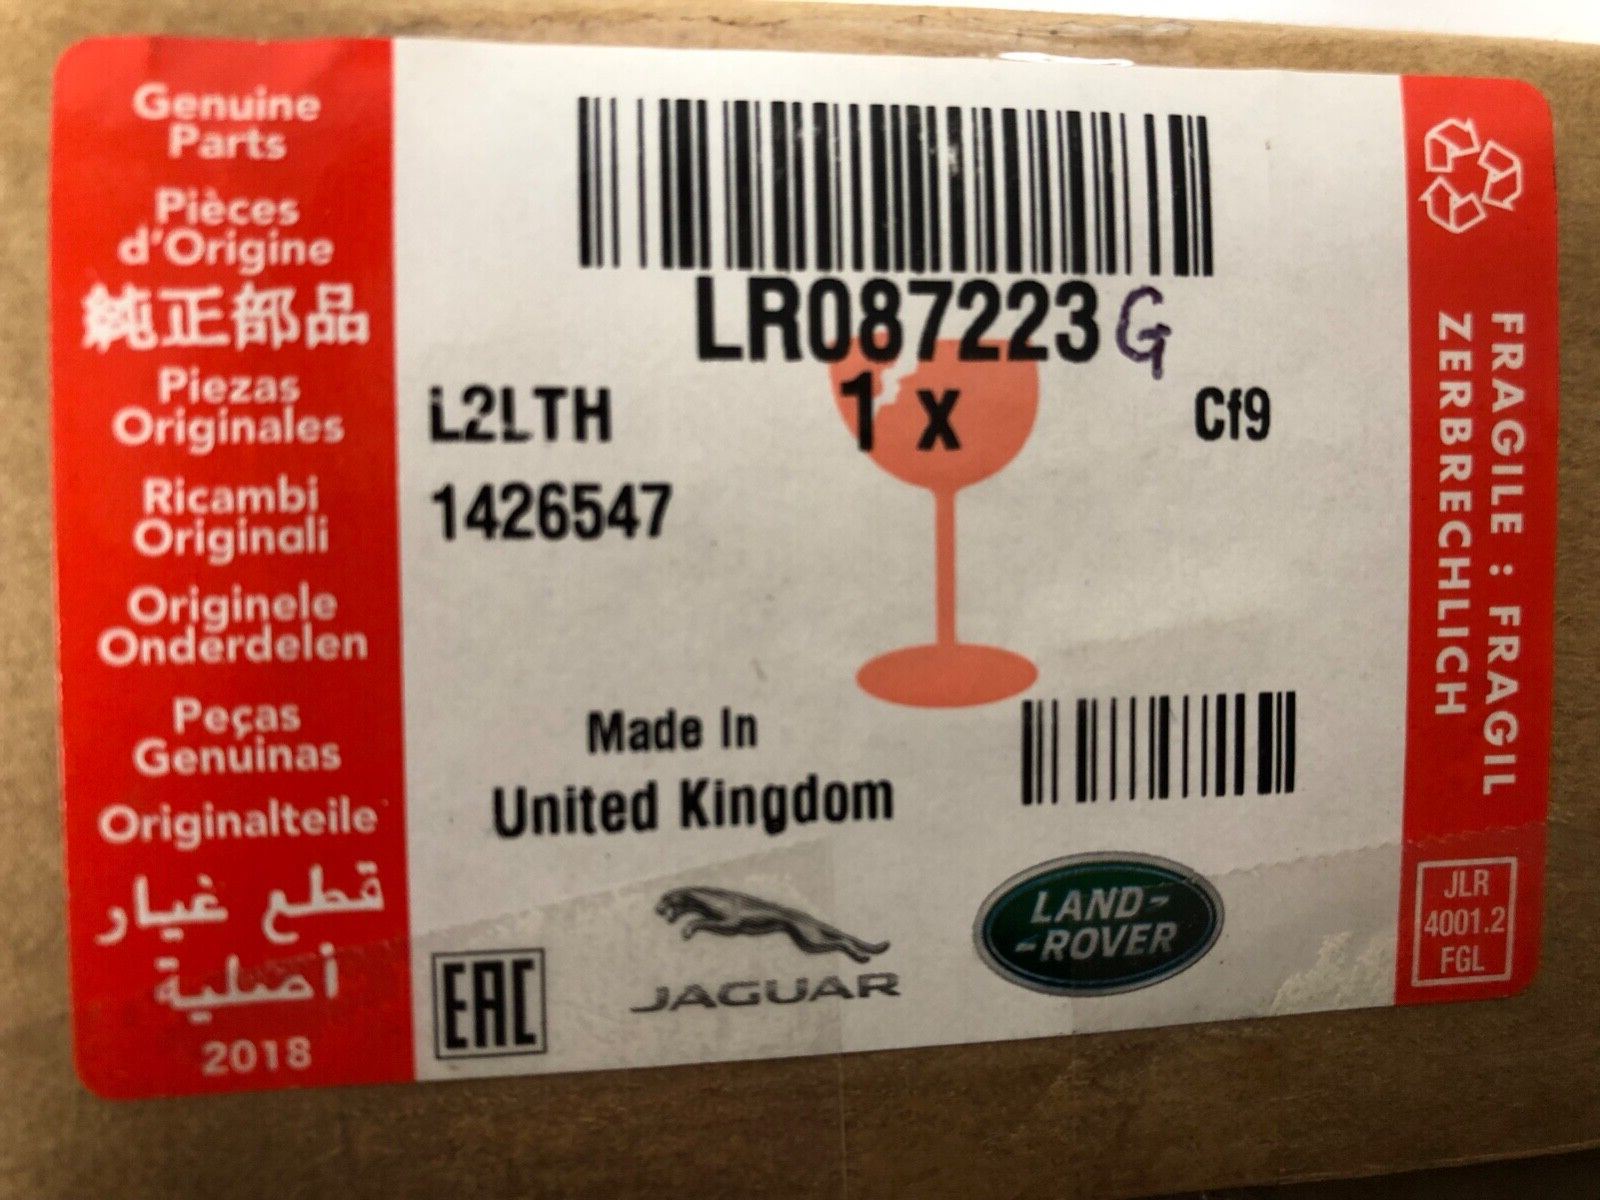 Genuine
Parts
Pièces
d'Origine
純正部品
Piezas
Originales
Ricambi
Originali
Originele
Onderdelen
Peças
Genuinas
Originalteile
قطع غيار
أصلية
2018
LR087223 G
L2LTH 1 x Cf9
1426547
Made In
United Kingdom
EAC
JAGUAR
LAND-
-ROVER
FRAGILE : FRAGIL
ZERBRECHLICH
JLR
4001.2
FGL